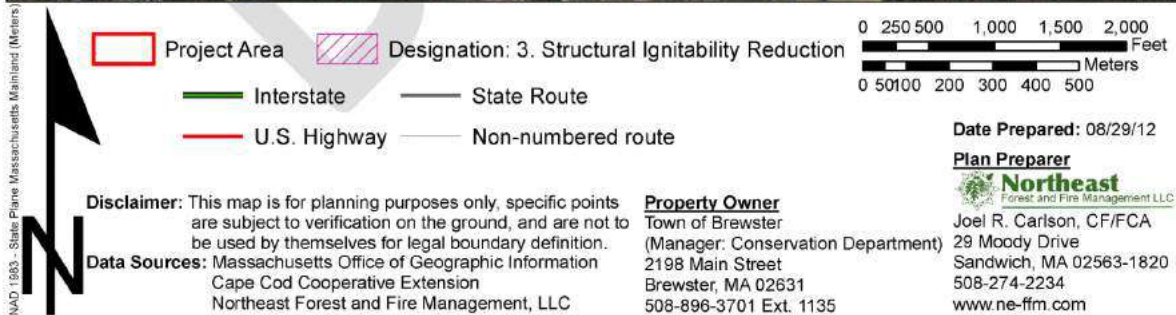 NAD 1983 - State Plane Massachusetts Mainland (Meters)
N
Project Area
Designation: 3. Structural Ignitability Reduction
Interstate
State Route
U.S. Highway
Non-numbered route
0 250 500 1,000 1,500 2,000
Feet
Meters
0 50100 200 300 400 500
Date Prepared: 08/29/12
Disclaimer: This map is for planning purposes only, specific points
are subject to verification on the ground, and are not to
be used by themselves for legal boundary definition.
Data Sources: Massachusetts Office of Geographic Information
Cape Cod Cooperative Extension
Northeast Forest and Fire Management, LLC
Property Owner
Town of Brewster
(Manager: Conservation Department)
2198 Main Street
Brewster, MA 02631
508-896-3701 Ext. 1135
Plan Preparer
Northeast
Forest and Fire Management LLC
Joel R. Carlson, CF/FCA
29 Moody Drive
Sandwich, MA 02563-1820
508-274-2234
www.ne-ffm.com